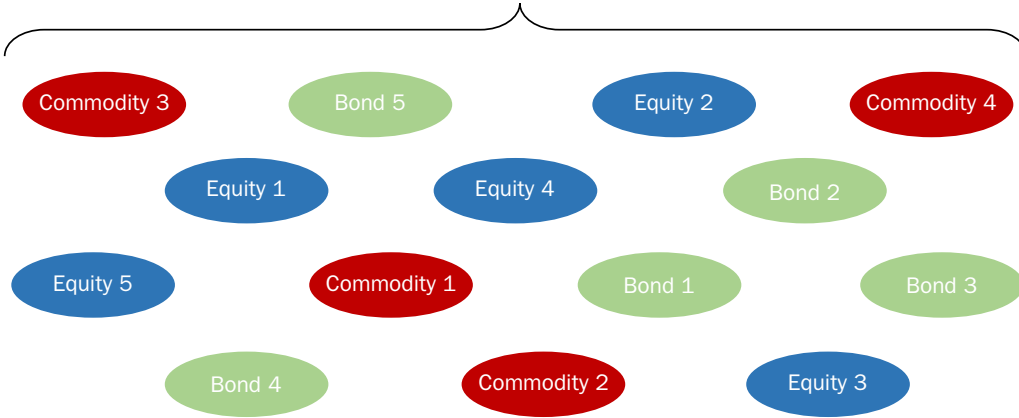 Commodity 3
Bond 5
Equity 2
Commodity 4
Equity 1
Equity 4
Bond 2
Equity 5
Commodity 1
Bond 1
Bond 3
Bond 4
Commodity 2
Equity 3